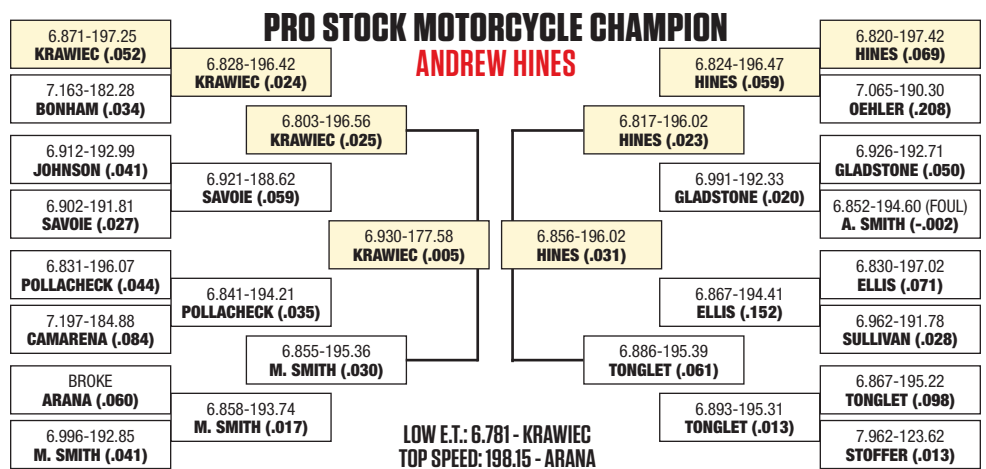 PRO STOCK MOTORCYCLE CHAMPION
ANDREW HINES
6.871-197.25
KRAWIEC (.052)
7.163-182.28
BONHAM (.034)
6.912-192.99
JOHNSON (.041)
6.902-191.81
SAVOIE (.027)
6.831-196.07
POLLACHECK (.044)
7.197-184.88
CAMARENA (.084)
BROKE
ARANA (.060)
6.996-192.85
M. SMITH (.041)
6.828-196.42
KRAWIEC (.024)
6.921-188.62
SAVOIE (.059)
6.841-194.21
POLLACHECK (.035)
6.858-193.74
M. SMITH (.017)
6.803-196.56
KRAWIEC (.025)
6.855-195.36
M. SMITH (.030)
6.930-177.58
KRAWIEC (.005)
6.856-196.02
HINES (.031)
6.817-196.02
HINES (.023)
6.886-195.39
TONGLET (.061)
6.824-196.47
HINES (.059)
6.991-192.33
GLADSTONE (.020)
6.867-194.41
ELLIS (.152)
6.893-195.31
TONGLET (.013)
6.820-197.42
HINES (.069)
7.065-190.30
OEHLER (.208)
6.926-192.71
GLADSTONE (.050)
6.852-194.60 (FOUL)
A. SMITH (-.002)
6.830-197.02
ELLIS (.071)
6.962-191.78
SULLIVAN (.028)
6.867-195.22
TONGLET (.098)
7.962-123.62
STOFFER (.013)
LOW E.T.: 6.781 - KRAWIEC
TOP SPEED: 198.15 - ARANA